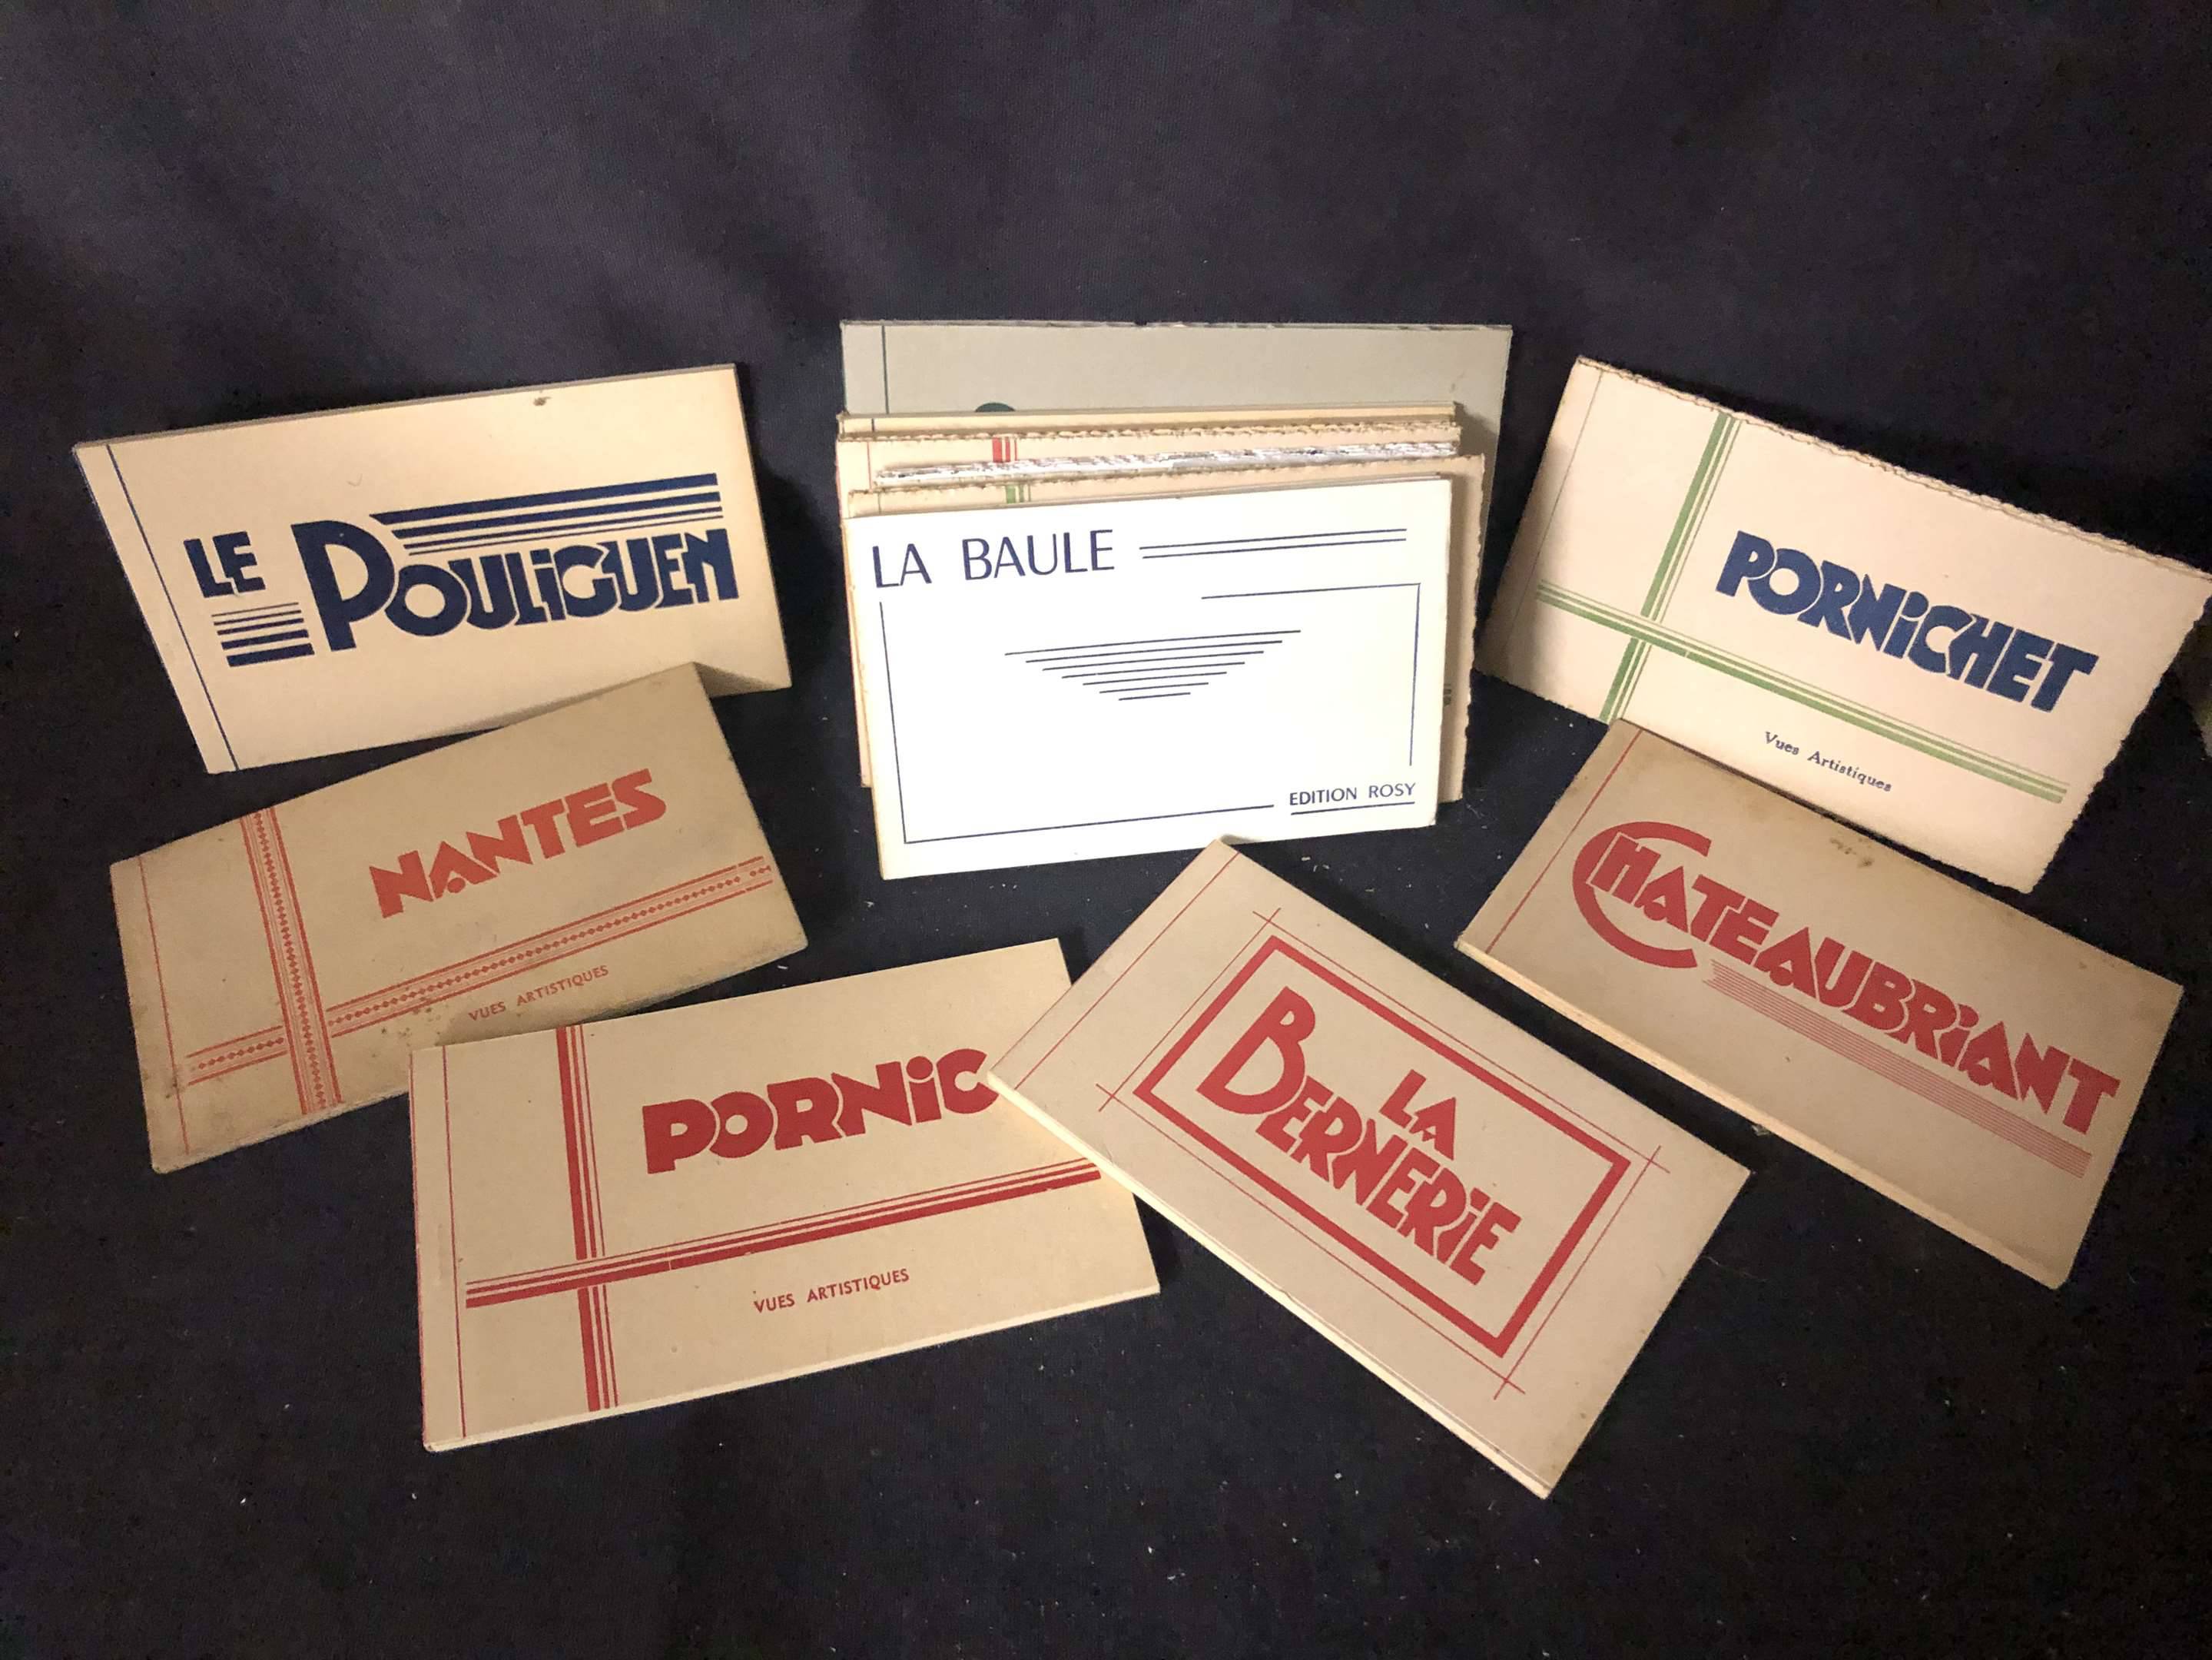 LE
POULIGUEN
LA BAULE
EDITION ROSY
PORNICHET
Vues Artistiques
NANTES
VUES ARTISTIQUES
CHATEAUBRIANT
PORNIC
VUES ARTISTIQUES
LA
BERNERIE